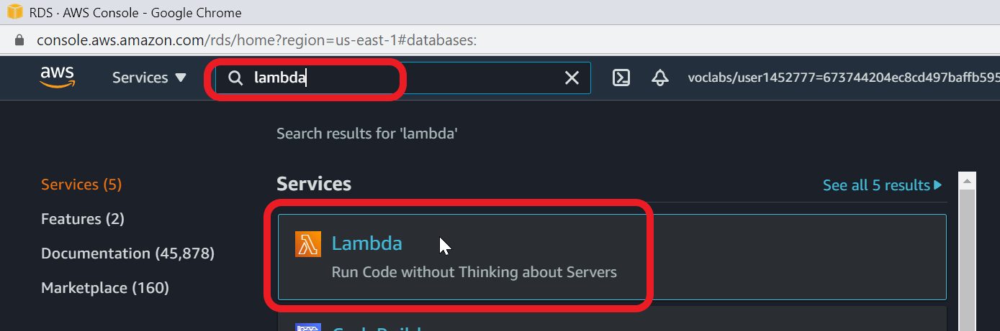 RDS · AWS Console - Google Chrome
console.aws.amazon.com/rds/home?region=us-east-1#databases:
aws
Services
lambda
voclabs/user1452777=673744204ec8cd497baffb595
Search results for 'lambda'
Services (5)
Features (2)
Documentation (45,878)
Marketplace (160)
Services
See all 5 results
Lambda
Run Code without Thinking about Servers